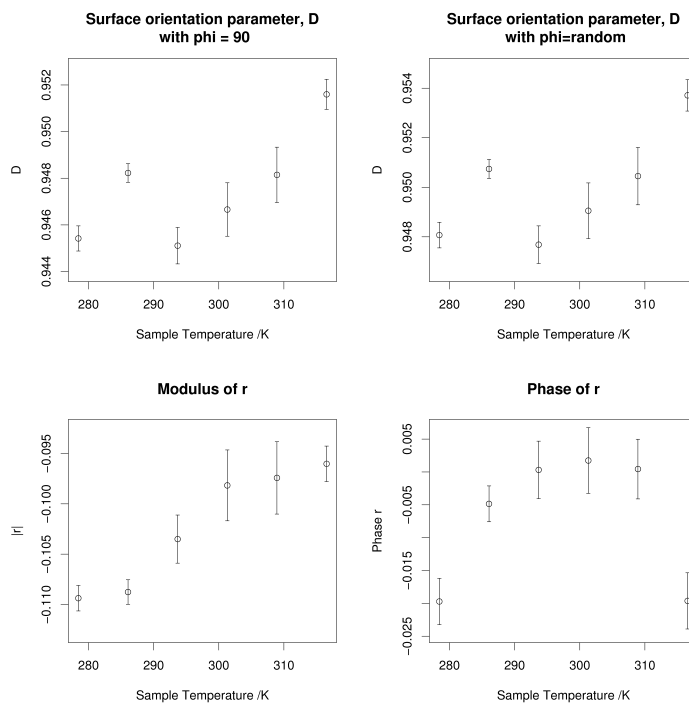 Surface orientation parameter, D
with phi = 90
0.952
0.950
0.948
0.946
0.944
D
280 290 300 310
Sample Temperature /K
Surface orientation parameter, D
with phi=random
0.954
0.952
0.950
0.948
D
280 290 300 310
Sample Temperature /K
Modulus of r
−0.095
−0.100
−0.105
−0.110
|r|
280 290 300 310
Sample Temperature /K
Phase of r
0.005
−0.005
−0.015
−0.025
Phase r
280 290 300 310
Sample Temperature /K